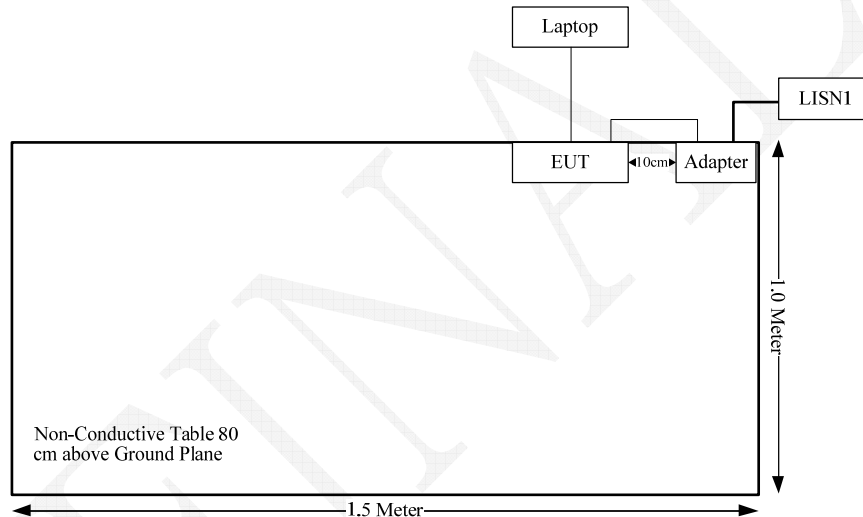 Laptop
LISN1
EUT
10cm
Adapter
1.0 Meter
Non-Conductive Table 80
cm above Ground Plane
1.5 Meter
FINAL